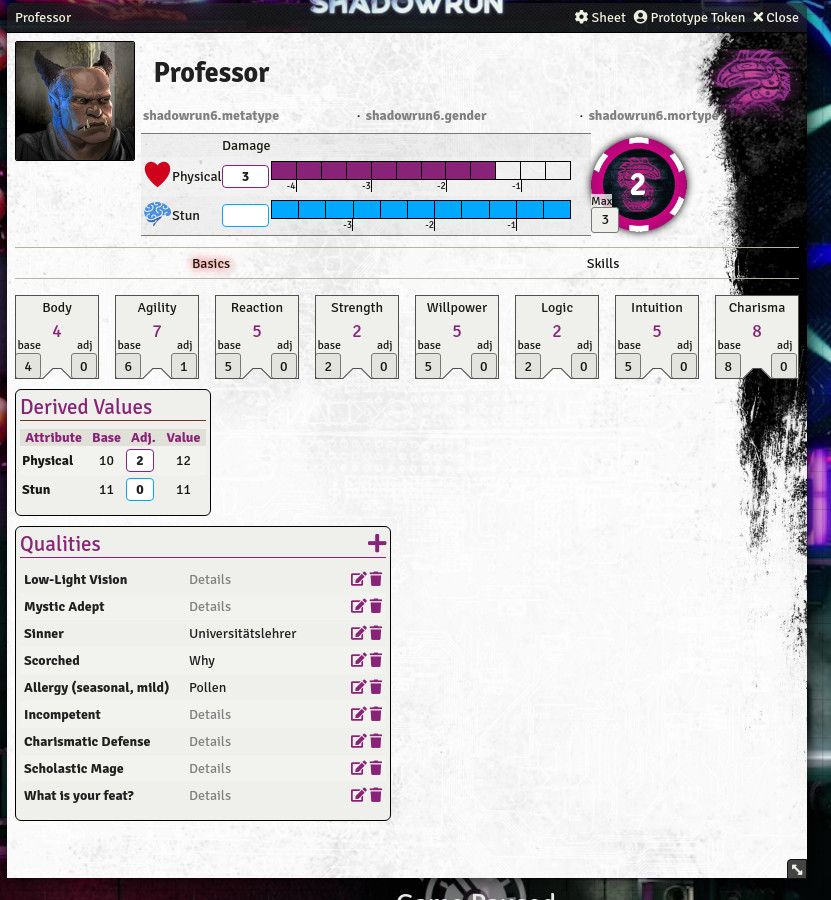 SHADOWRUN
Professor Sheet Prototype Token Close
Professor
shadowrun6.metatype · shadowrun6.gender · shadowrun6.mortype
Damage
Physical 3
-4 -3 -2 -1
Stun
-3 -2 -1
2
Max
3
Basics Skills
Body Agility Reaction Strength Willpower Logic Intuition Charisma
4 7 5 2 5 2 5 8
base adj base adj base adj base adj base adj base adj base adj base adj
4 0 6 1 5 0 2 0 5 0 2 0 5 0 8 0
Derived Values
Attribute Base Adj. Value
Physical 10 2 12
Stun 11 0 11
Qualities
Low-Light Vision Details
Mystic Adept Details
Sinner Universitätslehrer
Scorched Why
Allergy (seasonal, mild) Pollen
Incompetent Details
Charismatic Defense Details
Scholastic Mage Details
What is your feat? Details
Game Paused